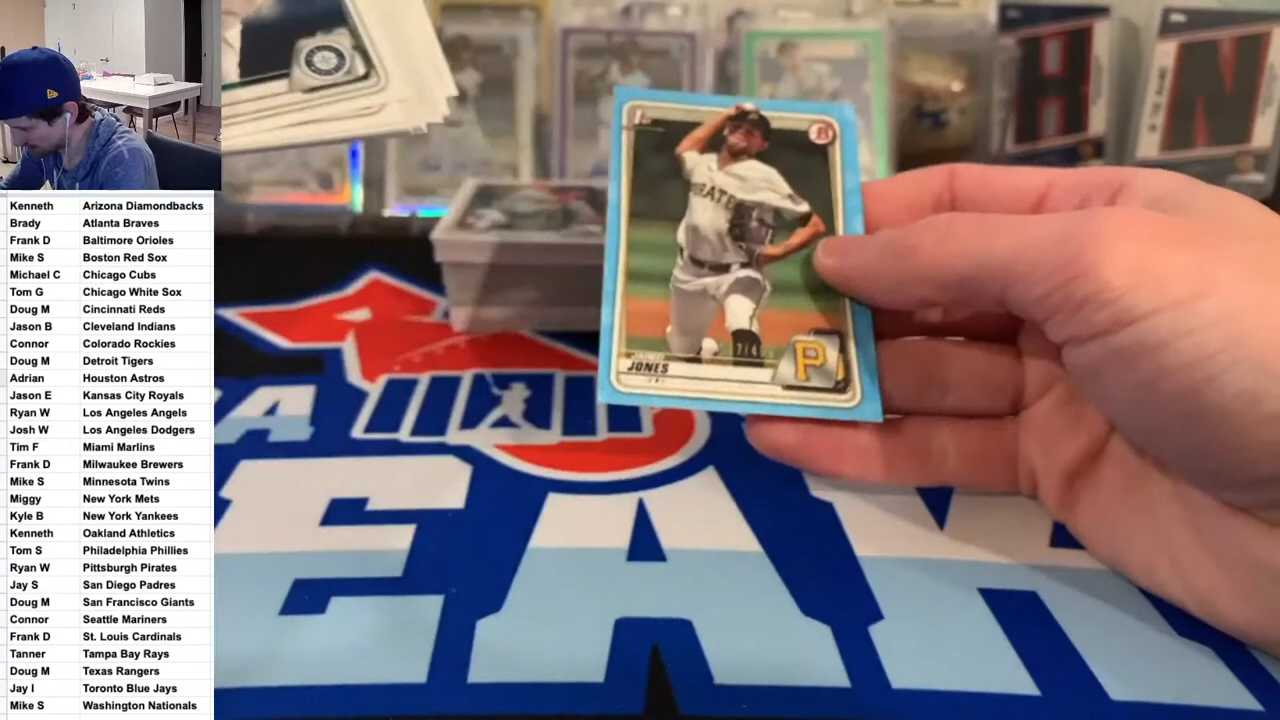 Kenneth Arizona Diamondbacks
Brady Atlanta Braves
Frank D Baltimore Orioles
Mike S Boston Red Sox
Michael C Chicago Cubs
Tom G Chicago White Sox
Doug M Cincinnati Reds
Jason B Cleveland Indians
Connor Colorado Rockies
Doug M Detroit Tigers
Adrian Houston Astros
Jason E Kansas City Royals
Ryan W Los Angeles Angels
Josh W Los Angeles Dodgers
Tim F Miami Marlins
Frank D Milwaukee Brewers
Mike S Minnesota Twins
Miggy New York Mets
Kyle B New York Yankees
Kenneth Oakland Athletics
Tom S Philadelphia Phillies
Ryan W Pittsburgh Pirates
Jay S San Diego Padres
Doug M San Francisco Giants
Connor Seattle Mariners
Frank D St. Louis Cardinals
Tanner Tampa Bay Rays
Doug M Texas Rangers
Jay I Toronto Blue Jays
Mike S Washington Nationals
H
N
B
JONES
P